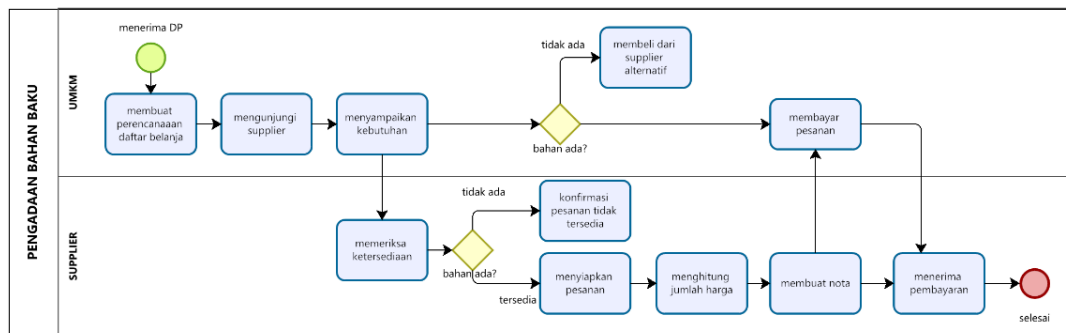 PENGADAAN BAHAN BAKU
UMKM
menerima DP
membuat
perencanaaan
daftar belanja
mengunjungi
supplier
menyampaikan
kebutuhan
tidak ada
bahan ada?
membeli dari
supplier
alternatif
membayar
pesanan
SUPPLIER
memeriksa
ketersediaan
tidak ada
bahan ada?
tersedia
konfirmasi
pesanan tidak
tersedia
menyiapkan
pesanan
menghitung
jumlah harga
membuat nota
menerima
pembayaran
selesai